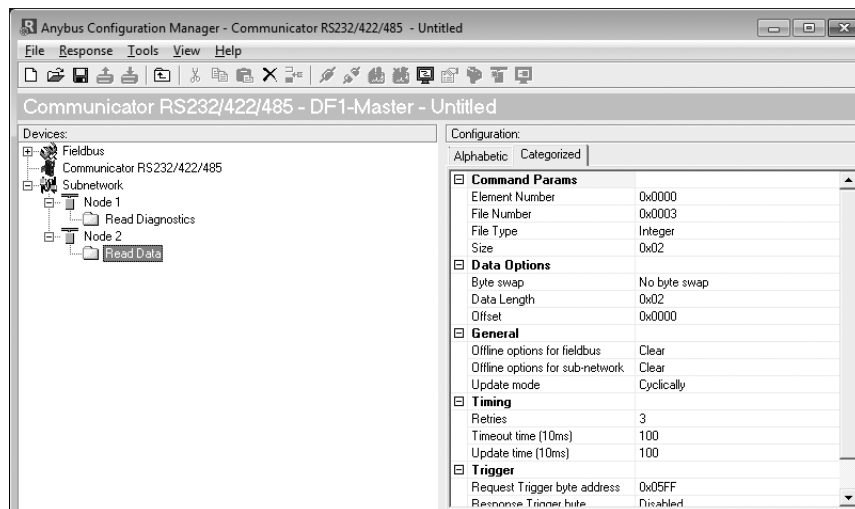 Anybus Configuration Manager - Communicator RS232/422/485 - Untitled
File Response Tools View Help
Communicator RS232/422/485 - DF1-Master - Untitled
Devices:
Fieldbus
Communicator RS232/422/485
Subnetwork
Node 1
Read Diagnostics
Node 2
Read Data
Configuration:
Alphabetic Categorized
Command Params
Element Number 0x0000
File Number 0x0003
File Type Integer
Size 0x02
Data Options
Byte swap No byte swap
Data Length 0x02
Offset 0x0000
General
Offline options for fieldbus Clear
Offline options for sub-network Clear
Update mode Cyclically
Timing
Retries 3
Timeout time (10ms) 100
Update time (10ms) 100
Trigger
Request Trigger byte address 0x05FF
Response Trigger byte Disabled